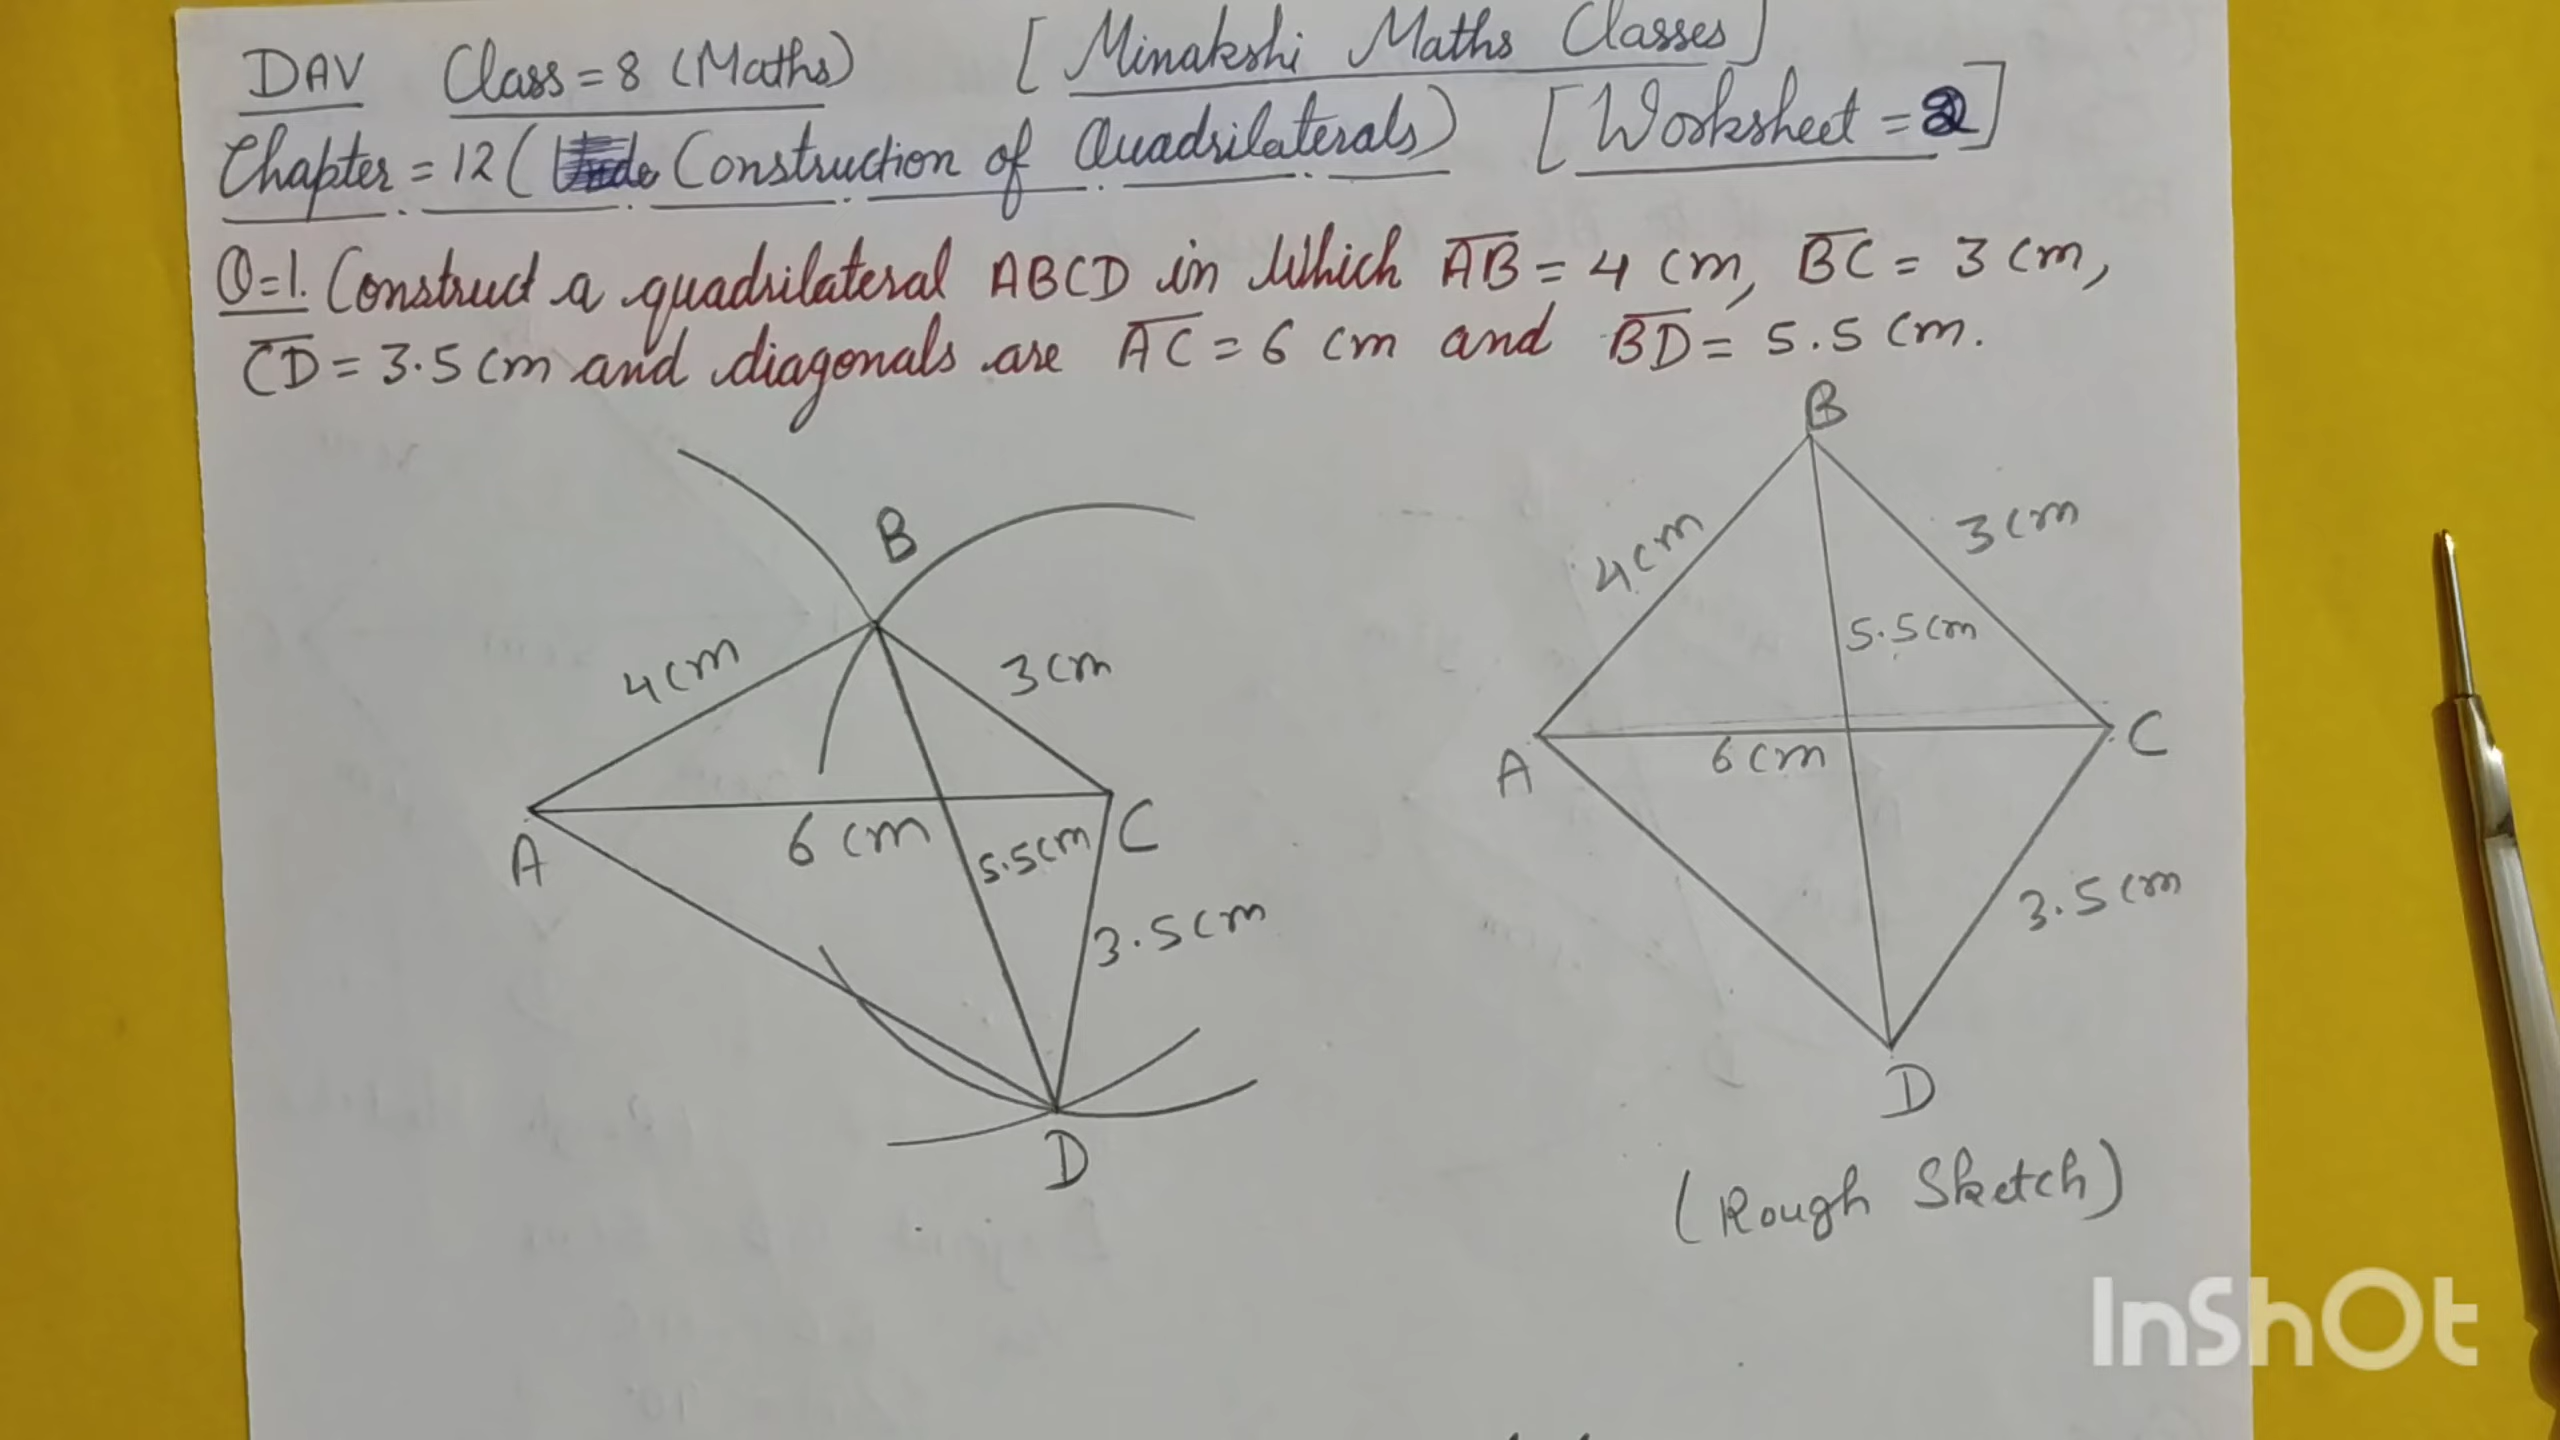 DAV Class = 8 (Maths) [Minakshi Maths Classes]
Chapter = 12 (Construction of Quadrilaterals) [Worksheet = 2]
Q=1. Construct a quadrilateral ABCD in which AB = 4 cm, BC = 3 cm,
CD = 3.5 cm and diagonals are AC = 6 cm and BD = 5.5 cm.
B
4cm
3cm
A
6 cm
5.5cm
C
3.5cm
D
B
4cm
3cm
5.5cm
A
6cm
C
3.5cm
D
(Rough Sketch)
InShOt